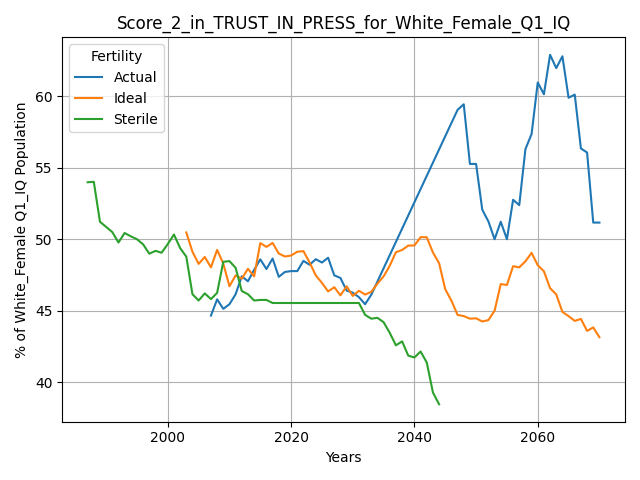 Score_2_in_TRUST_IN_PRESS_for_White_Female_Q1_IQ
Fertility
Actual
Ideal
Sterile
% of White_Female Q1_IQ Population
60
55
50
45
40
2000
2020
2040
2060
Years